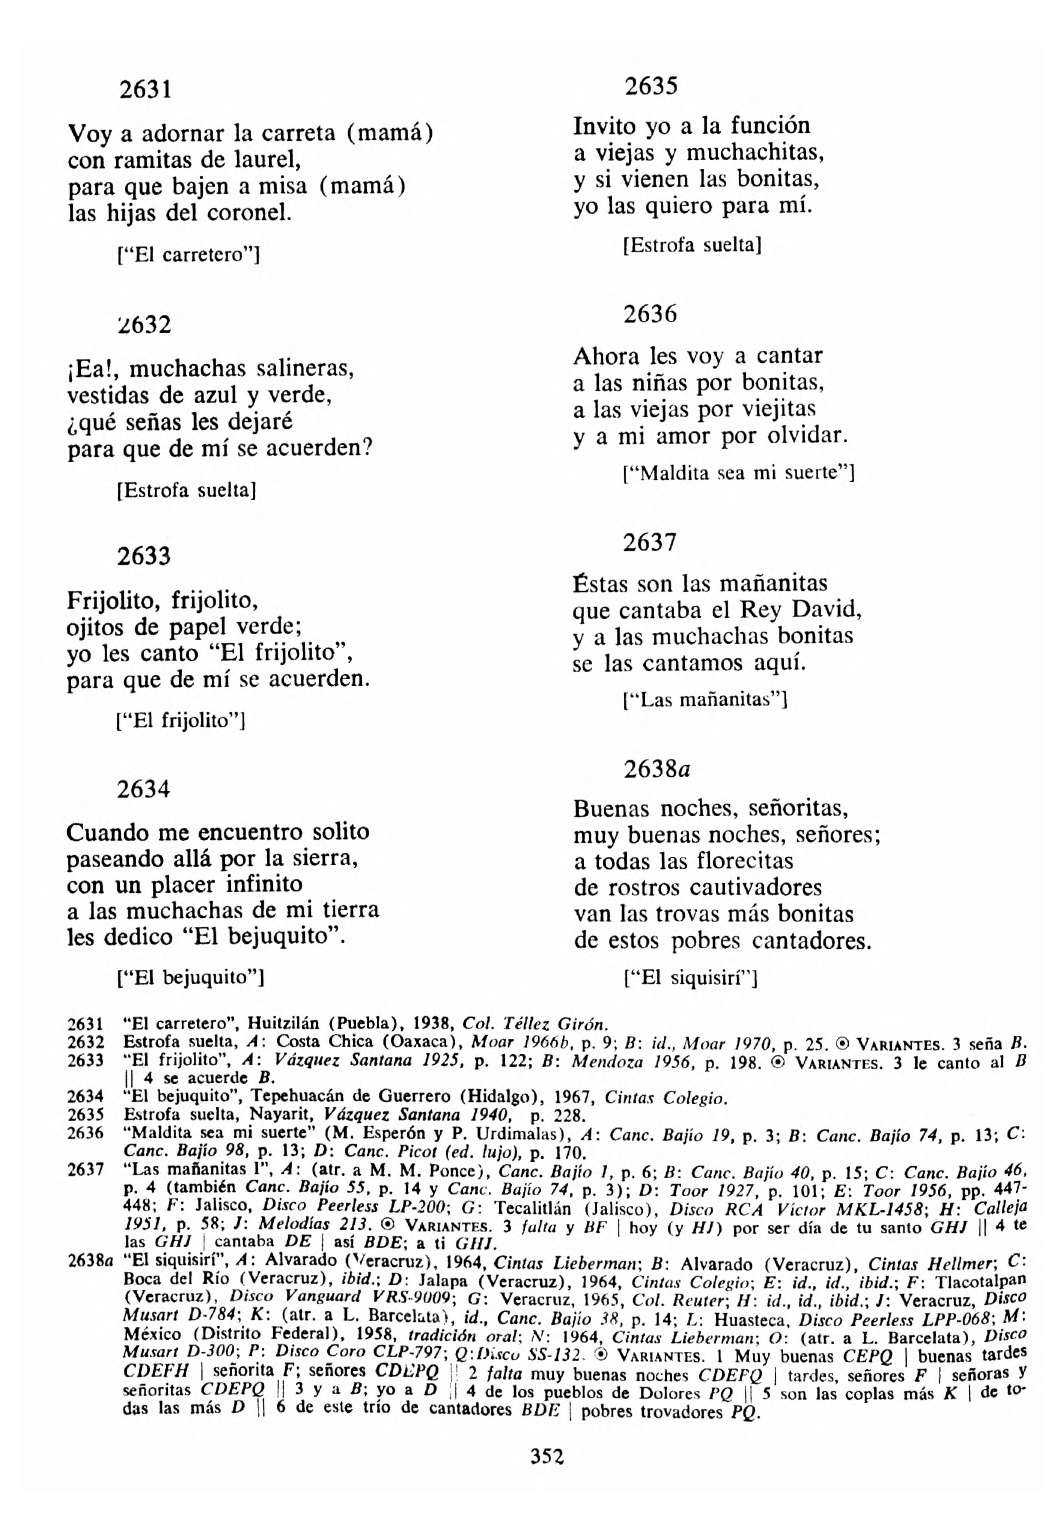 2631
Voy a adornar la carreta (mamá)
con ramitas de laurel,
para que bajen a misa (mamá)
las hijas del coronel.
[“El carretero”]
2632
¡Ea!, muchachas salineras,
vestidas de azul y verde,
¿qué señas les dejaré
para que de mí se acuerden?
[Estrofa suelta]
2633
Frijolito, frijolito,
ojitos de papel verde;
yo les canto “El frijolito”,
para que de mí se acuerden.
[“El frijolito”]
2634
Cuando me encuentro solito
paseando allá por la sierra,
con un placer infinito
a las muchachas de mi tierra
les dedico “El bejuquito”.
[“El bejuquito”]
2635
Invito yo a la función
a viejas y muchachitas,
y si vienen las bonitas,
yo las quiero para mí.
[Estrofa suelta]
2636
Ahora les voy a cantar
a las niñas por bonitas,
a las viejas por viejitas
y a mi amor por olvidar.
[“Maldita sea mi suerte”]
2637
Éstas son las mañanitas
que cantaba el Rey David,
y a las muchachas bonitas
se las cantamos aquí.
[“Las mañanitas”]
2638a
Buenas noches, señoritas,
muy buenas noches, señores;
a todas las florecitas
de rostros cautivadores
van las trovas más bonitas
de estos pobres cantadores.
[“El siquisirí”]
2631 “El carretero”, Huitzilán (Puebla), 1938, Col. Téllez Girón.
2632 Estrofa suelta, A: Costa Chica (Oaxaca), Moar 1966b, p. 9; B: id., Moar 1970, p. 25. ⊙ VARIANTES. 3 seña B.
2633 “El frijolito”, A: Vázquez Santana 1925, p. 122; B: Mendoza 1956, p. 198. ⊙ VARIANTES. 3 le canto al B
|| 4 se acuerde B.
2634 “El bejuquito”, Tepehuacán de Guerrero (Hidalgo), 1967, Cintas Colegio.
2635 Estrofa suelta, Nayarit, Vázquez Santana 1940, p. 228.
2636 “Maldita sea mi suerte” (M. Esperón y P. Urdimalas), A: Canc. Bajío 19, p. 3; B: Canc. Bajío 74, p. 13; C:
Canc. Bajío 98, p. 13; D: Canc. Picot (ed. lujo), p. 170.
2637 “Las mañanitas I”, A: (atr. a M. M. Ponce), Canc. Bajío 1, p. 6; B: Canc. Bajío 40, p. 15; C: Canc. Bajío 46,
p. 4 (también Canc. Bajío 55, p. 14 y Canc. Bajío 74, p. 3); D: Toor 1927, p. 101; E: Toor 1956, pp. 447-
448; F: Jalisco, Disco Peerless LP-200; G: Tecalitlán (Jalisco), Disco RCA Victor MKL-1458; H: Calleja
1951, p. 58; J: Melodías 213. ⊙ VARIANTES. 3 falta y BF | hoy (y HJ) por ser día de tu santo GHJ || 4 te
las GHJ | cantaba DE | así BDE; a ti GHJ.
2638a “El siquisirí”, A: Alvarado (Veracruz), 1964, Cintas Lieberman; B: Alvarado (Veracruz), Cintas Hellmer; C:
Boca del Río (Veracruz), ibid.; D: Jalapa (Veracruz), 1964, Cintas Colegio; E: id., id., ibid.; F: Tlacotalpan
(Veracruz), Disco Vanguard VRS-9009; G: Veracruz, 1965, Col. Reuter; H: id., id., ibid.; J: Veracruz, Disco
Musart D-784; K: (atr. a L. Barcelata), id., Canc. Bajío 38, p. 14; L: Huasteca, Disco Peerless LPP-068; M:
México (Distrito Federal), 1958, tradición oral; N: 1964, Cintas Lieberman; O: (atr. a L. Barcelata), Disco
Musart D-300; P: Disco Coro CLP-797; Q: Disco SS-132. ⊙ VARIANTES. 1 Muy buenas CEPQ | buenas tardes
CDEFH | señorita F; señores CDEPQ || 2 falta muy buenas noches CDEFQ | tardes, señores F | señoras y
señoritas CDEPQ || 3 y a B; yo a D || 4 de los pueblos de Dolores PQ || 5 son las coplas más K | de to-
das las más D || 6 de este trío de cantadores BDE | pobres trovadores PQ.
352